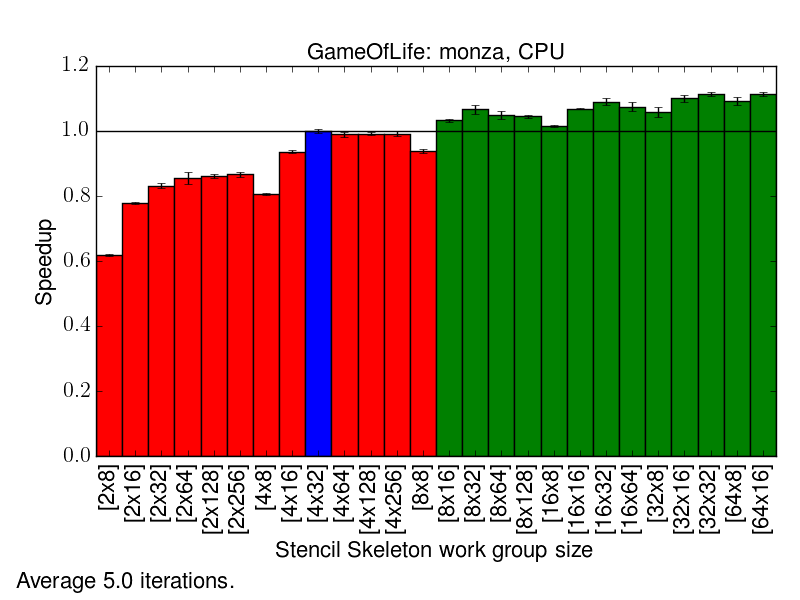 GameOfLife: monza, CPU
1.2
1.0
0.8
0.6
0.4
0.2
0.0
Speedup
[2x8]
[2x16]
[2x32]
[2x64]
[2x128]
[2x256]
[4x8]
[4x16]
[4x32]
[4x64]
[4x128]
[4x256]
[8x8]
[8x16]
[8x32]
[8x64]
[8x128]
[16x8]
[16x16]
[16x32]
[16x64]
[32x8]
[32x16]
[32x32]
[64x8]
[64x16]
Stencil Skeleton work group size
Average 5.0 iterations.